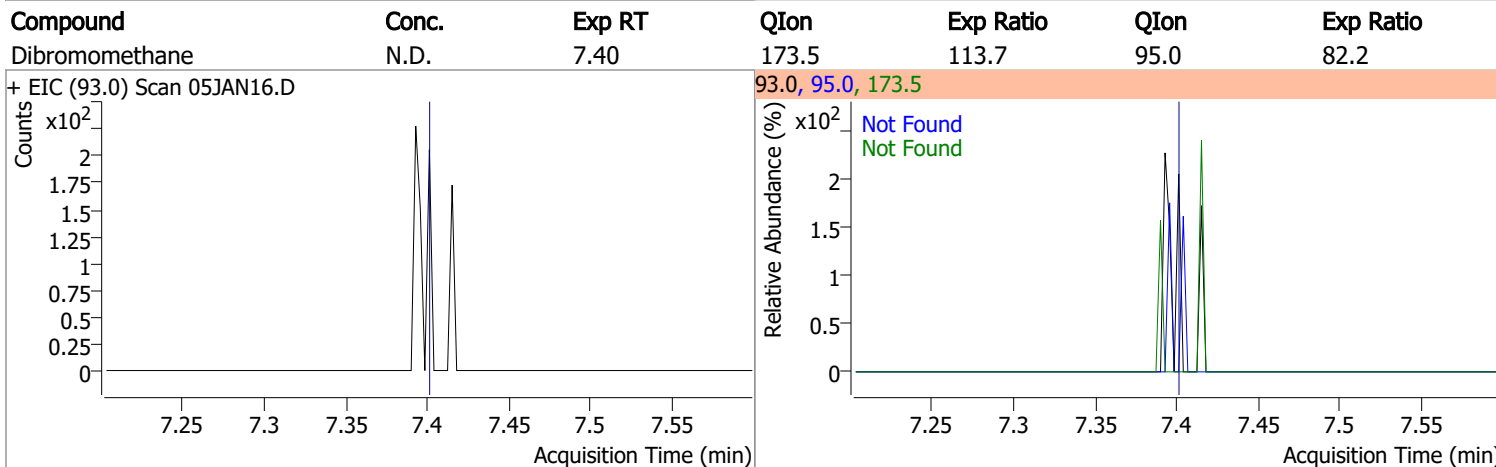 Compound Conc. Exp RT QIon Exp Ratio QIon Exp Ratio
Dibromomethane N.D. 7.40 173.5 113.7 95.0 82.2
+ EIC (93.0) Scan 05JAN16.D
Counts
x10²
2
1.75
1.5
1.25
1
0.75
0.5
0.25
0
7.25 7.3 7.35 7.4 7.45 7.5 7.55
Acquisition Time (min)
93.0, 95.0, 173.5
Relative Abundance (%)
x10²
Not Found
Not Found
2
1.5
1
0.5
0
7.25 7.3 7.35 7.4 7.45 7.5 7.55
Acquisition Time (min)